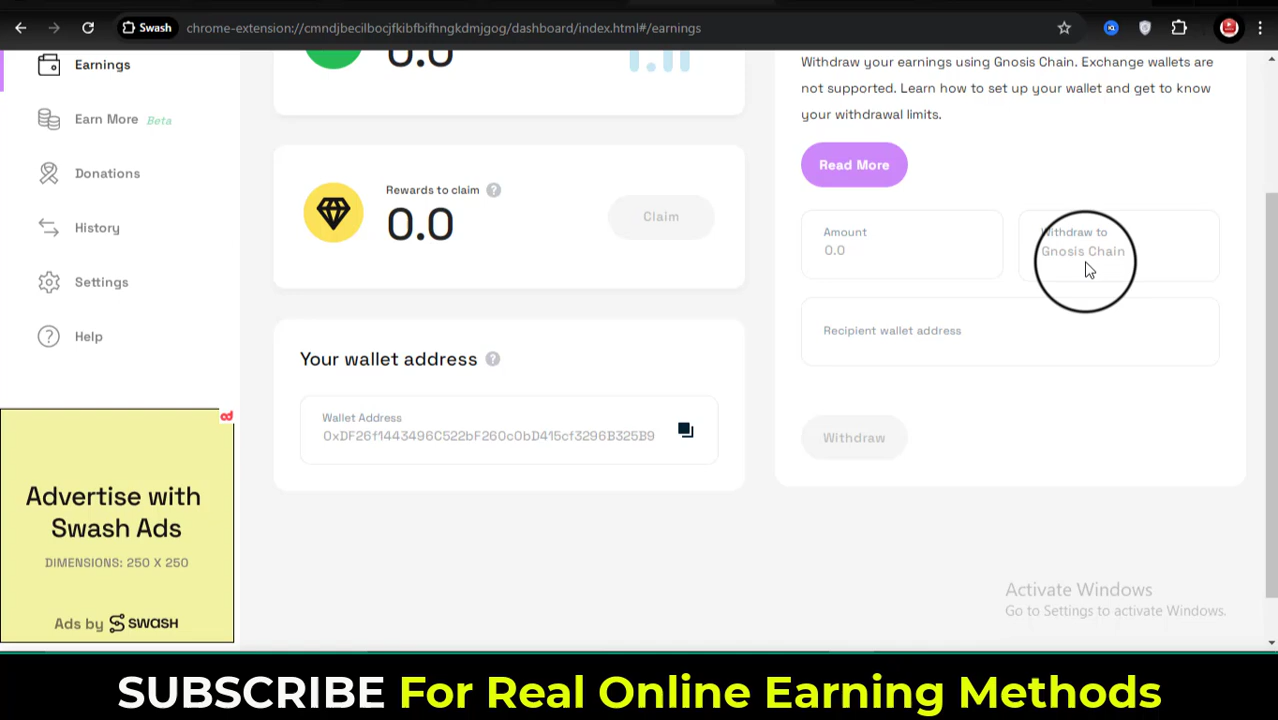 Swash
chrome-extension://cmndjbecilbocjfkibfbifhngkdmjgog/dashboard/index.html#/earnings
Earnings
Earn More Beta
Donations
History
Settings
Help
Advertise with
Swash Ads
DIMENSIONS: 250 X 250
Ads by SWASH
0.0
Rewards to claim ?
0.0
Claim
Your wallet address ?
Wallet Address
0xDF26f1443496C522bF260c0bD415cf3296B325B9
Withdraw your earnings using Gnosis Chain. Exchange wallets are
not supported. Learn how to set up your wallet and get to know
your withdrawal limits.
Read More
Amount
0.0
Withdraw to
Gnosis Chain
Recipient wallet address
Withdraw
Activate Windows
Go to Settings to activate Windows.
SUBSCRIBE For Real Online Earning Methods